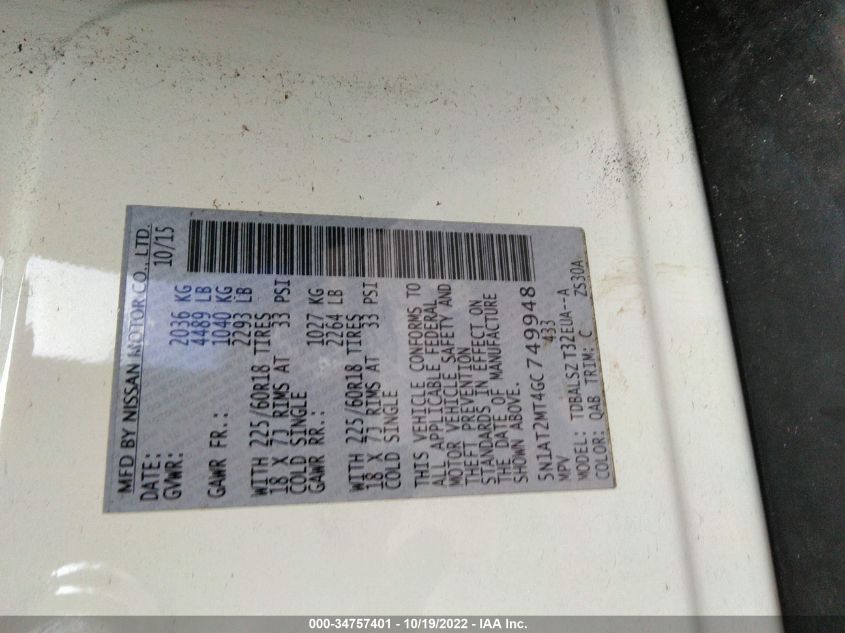 MFD BY NISSAN MOTOR CO., LTD.
DATE: 10/15
GVWR: 2036 KG
4489 LB
GAWR FR.: 1040 KG
2293 LB
WITH 225/60R18 TIRES
18 X 7J RIMS AT 33 PSI
COLD SINGLE
GAWR RR.: 1027 KG
2264 LB
WITH 225/60R18 TIRES
18 X 7J RIMS AT 33 PSI
COLD SINGLE
THIS VEHICLE CONFORMS TO
ALL APPLICABLE FEDERAL
MOTOR VEHICLE SAFETY AND
THEFT PREVENTION
STANDARDS IN EFFECT ON
THE DATE OF MANUFACTURE
SHOWN ABOVE.
5N1AT2MT4GC749948
MPV 433
MODEL: TDBALSZ T32EUA--A
COLOR: QAB TRIM: C ZS30A
000-34757401 - 10/19/2022 - IAA Inc.